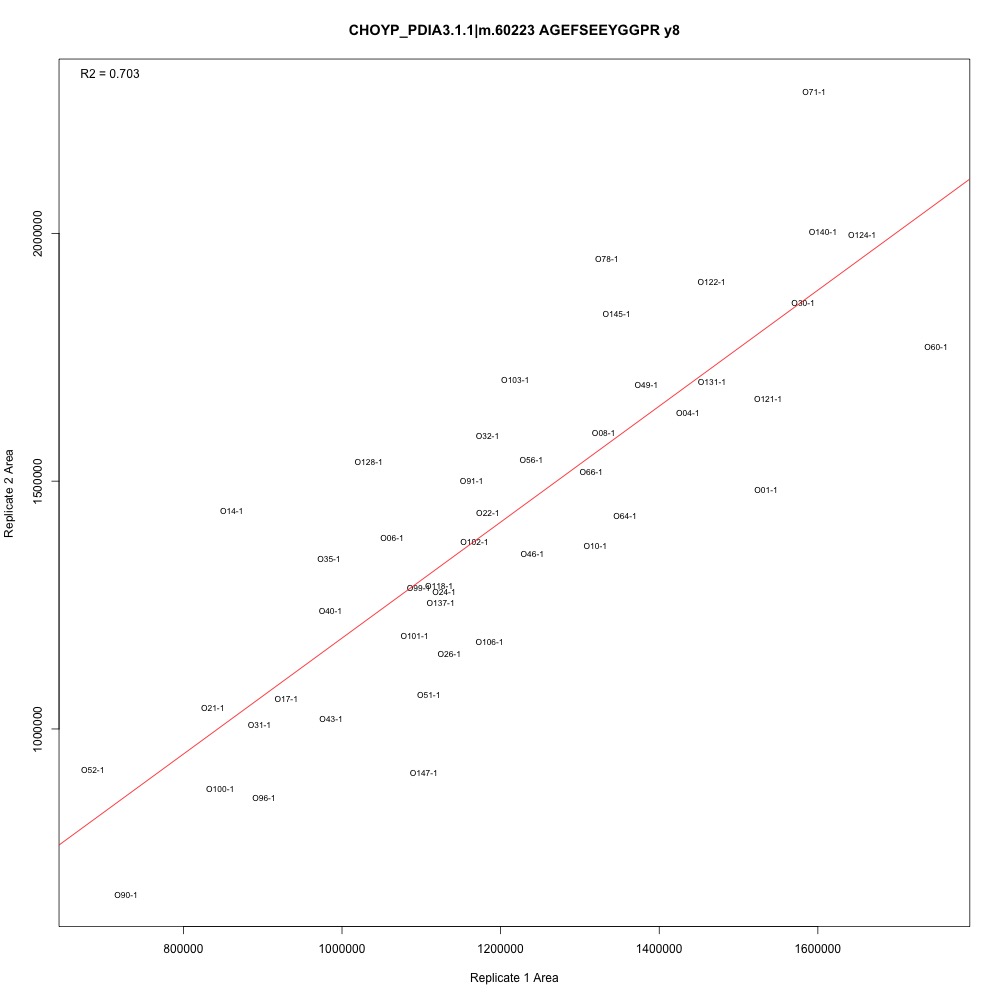 CHOYP_PDIA3.1.1|m.60223 AGEFSEEYGGPR y8
R2 = 0.703
O71-1
O140-1
O124-1
O78-1
O122-1
O30-1
O145-1
O60-1
O103-1
O49-1
O131-1
O121-1
O04-1
O32-1
O08-1
O128-1
O56-1
O66-1
O91-1
O01-1
O14-1
O22-1
O64-1
O06-1
O102-1
O10-1
O46-1
O35-1
O99-1
O118-1
O24-1
O137-1
O40-1
O101-1
O106-1
O26-1
O17-1
O51-1
O21-1
O43-1
O31-1
O52-1
O147-1
O100-1
O96-1
O90-1
2000000
1500000
1000000
Replicate 2 Area
800000
1000000
1200000
1400000
1600000
Replicate 1 Area